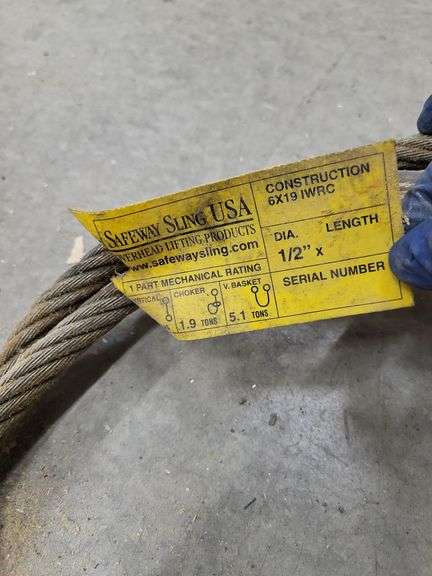 SAFEWAY SLING USA
OVERHEAD LIFTING PRODUCTS
www.safewaysling.com
1 PART MECHANICAL RATING
CHOKER
V. BASKET
1.9 TONS
5.1 TONS
CONSTRUCTION
6X19 IWRC
DIA. LENGTH
1/2" X
SERIAL NUMBER